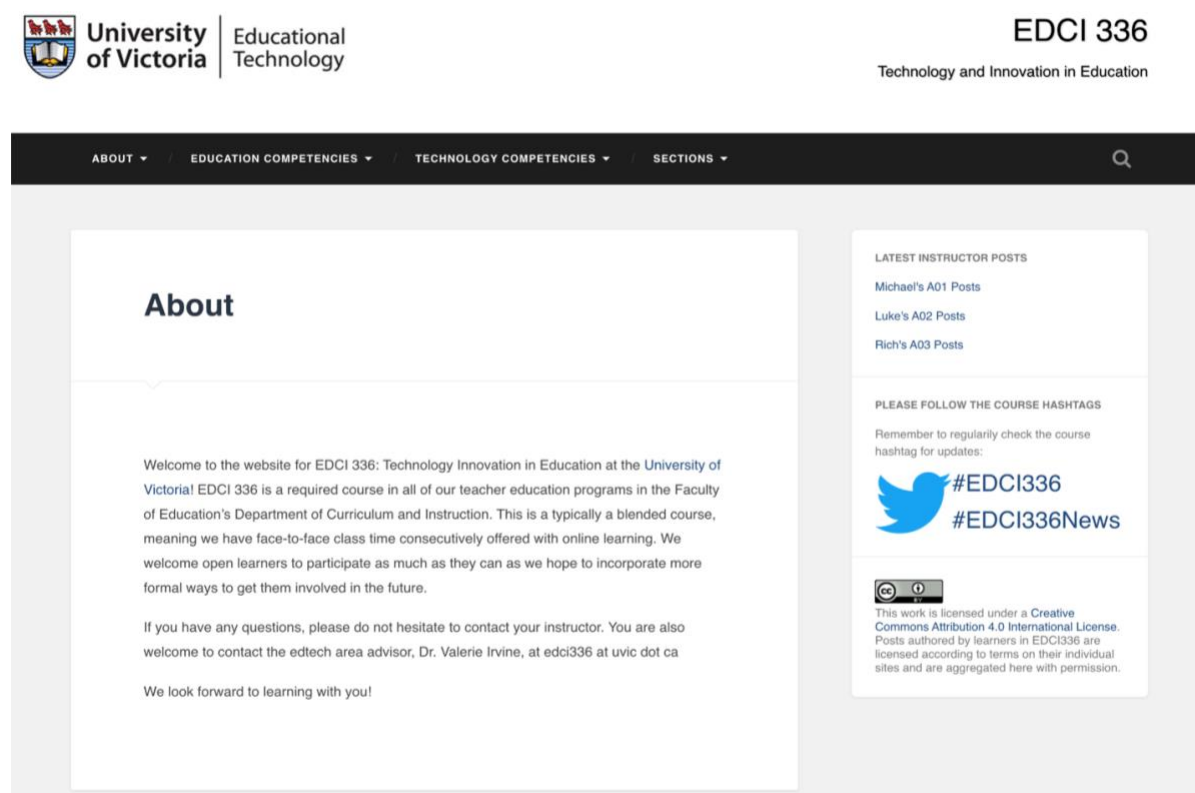 University of Victoria
Educational Technology
EDCI 336
Technology and Innovation in Education
ABOUT / EDUCATION COMPETENCIES / TECHNOLOGY COMPETENCIES / SECTIONS
About
Welcome to the website for EDCI 336: Technology Innovation in Education at the University of
Victoria! EDCI 336 is a required course in all of our teacher education programs in the Faculty
of Education's Department of Curriculum and Instruction. This is a typically a blended course,
meaning we have face-to-face class time consecutively offered with online learning. We
welcome open learners to participate as much as they can as we hope to incorporate more
formal ways to get them involved in the future.
If you have any questions, please do not hesitate to contact your instructor. You are also
welcome to contact the edtech area advisor, Dr. Valerie Irvine, at edci336 at uvic dot ca
We look forward to learning with you!
LATEST INSTRUCTOR POSTS
Michael's A01 Posts
Luke's A02 Posts
Rich's A03 Posts
PLEASE FOLLOW THE COURSE HASHTAGS
Remember to regularily check the course
hashtag for updates:
#EDCI336
#EDCI336News
cc
BY
This work is licensed under a Creative
Commons Attribution 4.0 International License.
Posts authored by learners in EDCI336 are
licensed according to terms on their individual
sites and are aggregated here with permission.